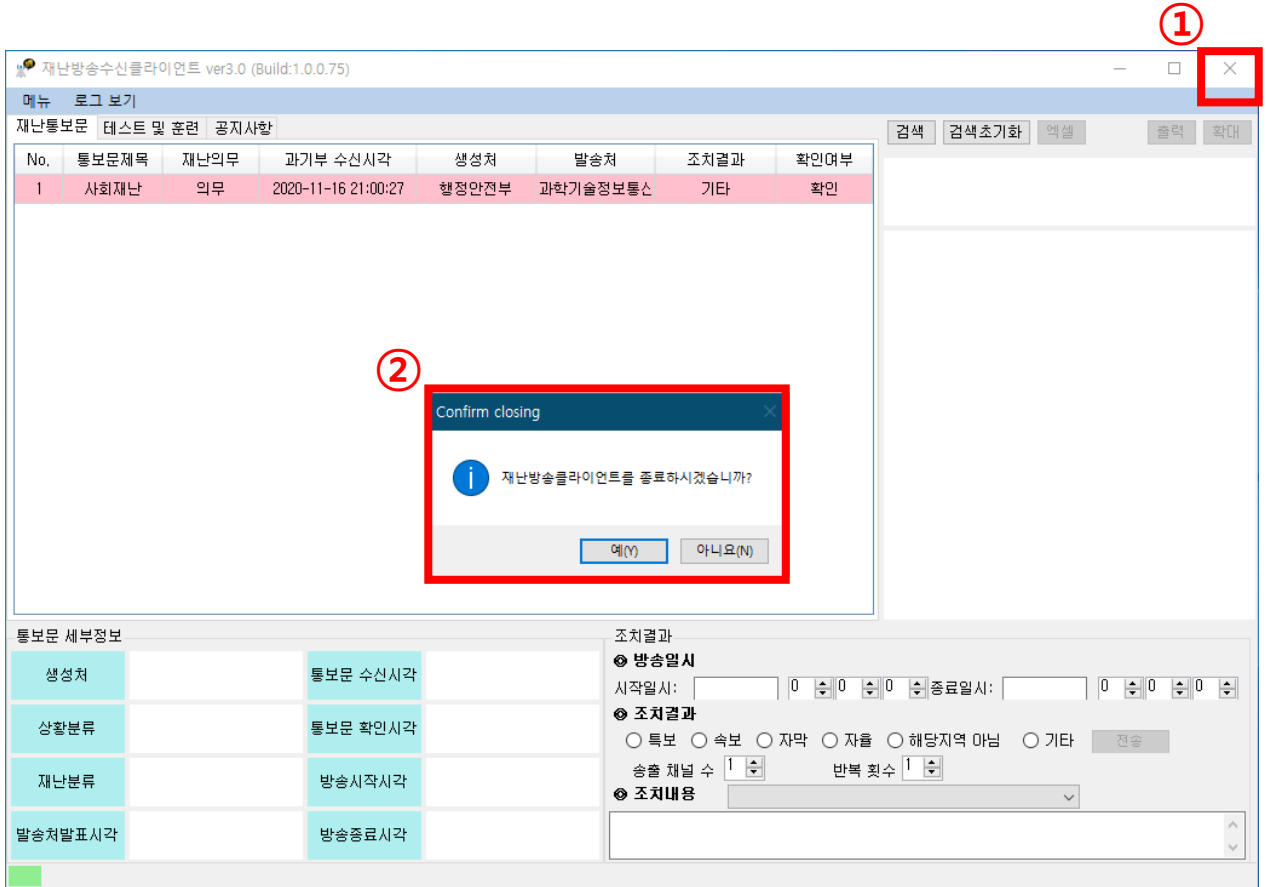 ①
재난방송수신클라이언트 ver3.0 (Build:1.0.0.75)
메뉴 로그 보기
재난통보문 테스트 및 훈련 공지사항 검색 검색초기화 엑셀 출력 확대
No, 통보문제목 재난의무 과기부 수신시각 생성처 발송처 조치결과 확인여부
1 사회재난 의무 2020-11-16 21:00:27 행정안전부 과학기술정보통신 기타 확인
②
Confirm closing
재난방송클라이언트를 종료하시겠습니까?
예(Y) 아니요(N)
통보문 세부정보
생성처 통보문 수신시각
상황분류 통보문 확인시각
재난분류 방송시작시각
발송처발표시각 방송종료시각
조치결과
◎ 방송일시
시작일시: 0 0 0 종료일시: 0 0 0
◎ 조치결과
특보 속보 자막 자율 해당지역 아님 기타 전송
송출 채널 수 1 반복 횟수 1
◎ 조치내용